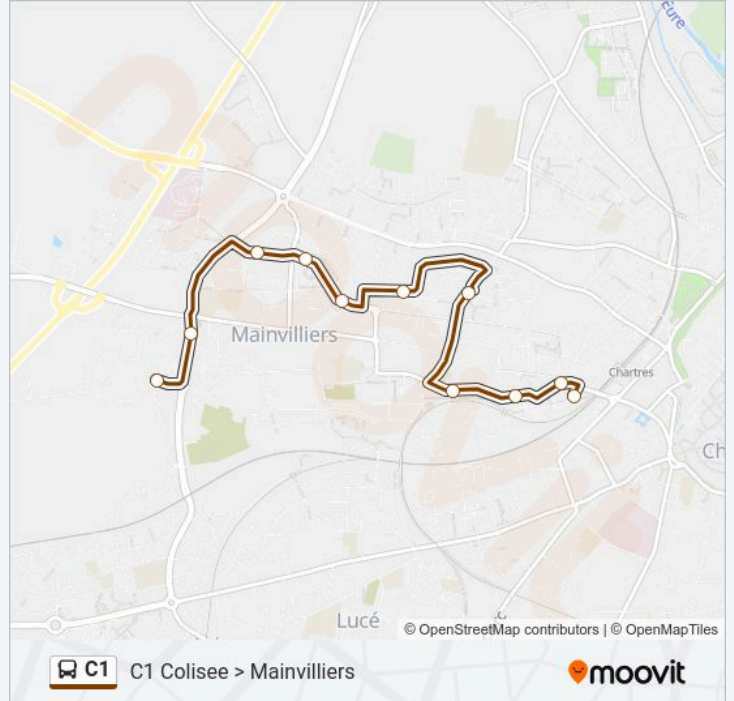 Eure
Mainvilliers
Chartres
Ch
Lucé
© OpenStreetMap contributors | © OpenMapTiles
C1 C1 Colisee > Mainvilliers
moovit